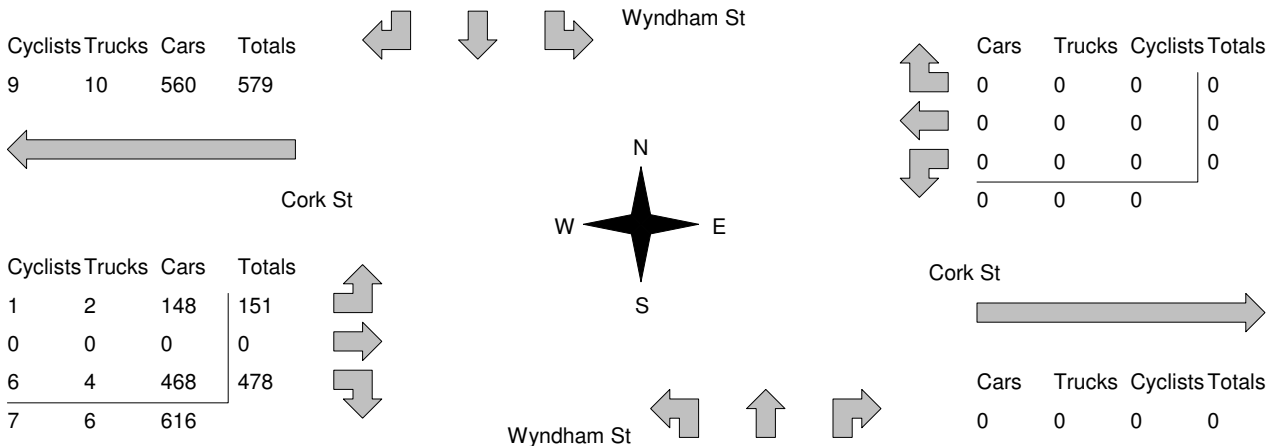 Wyndham St
Cyclists Trucks Cars Totals
9 10 560 579
Cars Trucks Cyclists Totals
0 0 0 0
0 0 0 0
0 0 0 0
0 0 0
N
W E
S
Cork St
Cyclists Trucks Cars Totals
1 2 148 151
0 0 0 0
6 4 468 478
7 6 616
Cork St
Cars Trucks Cyclists Totals
0 0 0 0
Wyndham St